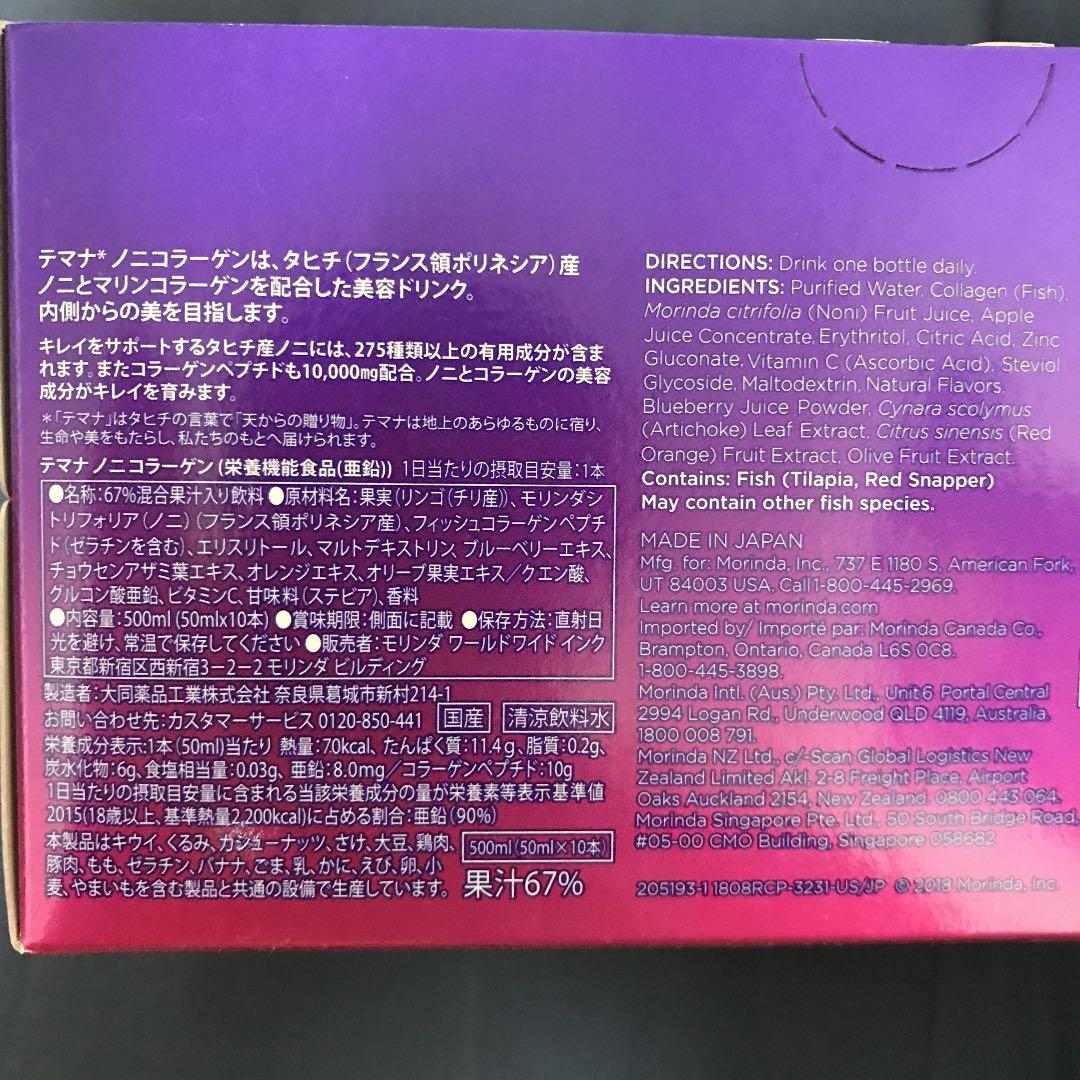 テマナ* ノニコラーゲンは、タヒチ（フランス領ポリネシア）産
ノニとマリンコラーゲンを配合した美容ドリンク。
内側からの美を目指します。
キレイをサポートするタヒチ産ノニには、275種類以上の有用成分が含ま
れます。またコラーゲンペプチドも10,000mg配合。ノニとコラーゲンの美容
成分がキレイを育みます。
*「テマナ」はタヒチの言葉で「天からの贈り物」。テマナは地上のあらゆるものに宿り、
生命や美をもたらし、私たちのもとへ届けられます。
テマナ ノニ コラーゲン (栄養機能食品(亜鉛)) 1日当たりの摂取目安量：1本
●名称：67%混合果汁入り飲料 ●原材料名：果実（リンゴ（チリ産））、モリンダシ
トリフォリア（ノニ）（フランス領ポリネシア産）、フィッシュコラーゲンペプチ
ド（ゼラチンを含む）、エリスリトール、マルトデキストリン、ブルーベリーエキス、
チョウセンアザミ葉エキス、オレンジエキス、オリーブ果実エキス／クエン酸、
グルコン酸亜鉛、ビタミンC、甘味料（ステビア）、香料
●内容量：500ml (50ml×10本) ●賞味期限：側面に記載 ●保存方法：直射日
光を避け、常温で保存してください ●販売者：モリンダ ワールドワイド インク
東京都新宿区西新宿3－2－2 モリンダ ビルディング
製造者：大同薬品工業株式会社 奈良県葛城市新村214-1
お問い合わせ先：カスタマーサービス 0120-850-441 国産 清涼飲料水
栄養成分表示：1本（50ml）当たり 熱量：70kcal、たんぱく質：11.4g、脂質：0.2g、
炭水化物：6g、食塩相当量：0.03g、亜鉛：8.0mg／コラーゲンペプチド：10g
1日当たりの摂取目安量に含まれる当該栄養成分の量が栄養素等表示基準値
2015（18歳以上、基準熱量2,200kcal）に占める割合：亜鉛（90%）
本製品はキウイ、くるみ、カシューナッツ、さけ、大豆、鶏肉、
豚肉、もも、ゼラチン、バナナ、ごま、乳、かに、えび、卵、小
麦、やまいもを含む製品と共通の設備で生産しています。
500ml (50ml×10本)
果汁67%
DIRECTIONS: Drink one bottle daily.
INGREDIENTS: Purified Water, Collagen (Fish),
Morinda citrifolia (Noni) Fruit Juice, Apple
Juice Concentrate, Erythritol, Citric Acid, Zinc
Gluconate, Vitamin C (Ascorbic Acid), Steviol
Glycoside, Maltodextrin, Natural Flavors,
Blueberry Juice Powder, Cynara scolymus
(Artichoke) Leaf Extract, Citrus sinensis (Red
Orange) Fruit Extract, Olive Fruit Extract.
Contains: Fish (Tilapia, Red Snapper)
May contain other fish species.
MADE IN JAPAN
Mfg. for: Morinda, Inc., 737 E 1180 S, American Fork,
UT 84003 USA. Call 1-800-445-2969.
Learn more at morinda.com
Imported by/ Importé par: Morinda Canada Co.,
Brampton, Ontario, Canada L6S 0C8.
1-800-445-3898.
Morinda Intl. (Aus.) Pty. Ltd., Unit 6 Portal Central
2994 Logan Rd., Underwood QLD 4119, Australia.
1800 008 791.
Morinda NZ Ltd., c/-Scan Global Logistics New
Zealand Limited Akl, 2-8 Freight Place, Airport
Oaks Auckland 2154, New Zealand. 0800 443 064.
Morinda Singapore Pte. Ltd., 50 South Bridge Road,
#05-00 CMO Building, Singapore 058682
205193-1 1808RCP-3231-US/JP © 2018 Morinda, Inc.